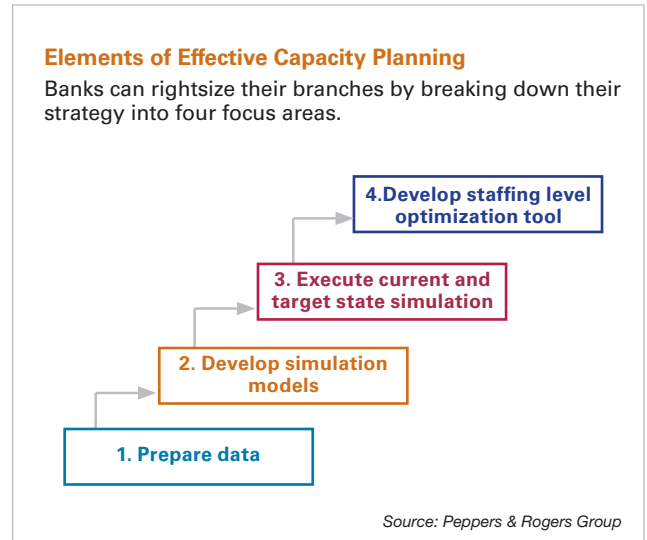 Elements of Effective Capacity Planning
Banks can rightsize their branches by breaking down their
strategy into four focus areas.
4.Develop staffing level
optimization tool
3. Execute current and
target state simulation
2. Develop simulation
models
1. Prepare data
Source: Peppers & Rogers Group